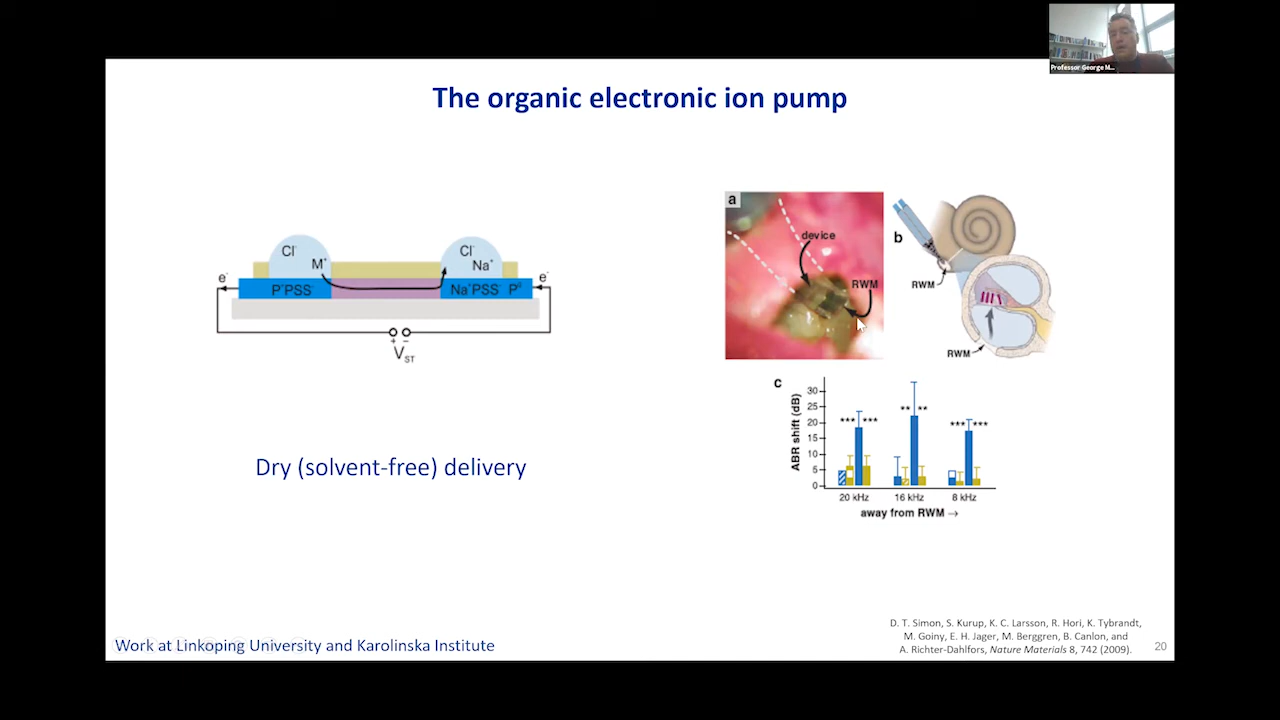 Professor George M...
The organic electronic ion pump
Cl⁻
M⁺
Cl⁻
Na⁺
e⁻
P⁺PSS⁻
Na⁺PSS⁻ P⁰
e⁻
+ −
V_ST
Dry (solvent-free) delivery
a
device
RWM
b
RWM
RWM
c
ABR shift (dB)
30
25
20
15
10
5
0
*** ***
** **
*** ***
20 kHz 16 kHz 8 kHz
away from RWM →
D. T. Simon, S. Kurup, K. C. Larsson, R. Hori, K. Tybrandt,
M. Goiny, E. H. Jager, M. Berggren, B. Canlon, and
A. Richter-Dahlfors, Nature Materials 8, 742 (2009).
Work at Linkoping University and Karolinska Institute
20